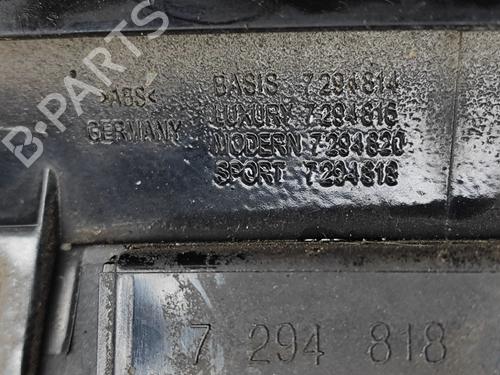 B-Parts
>ABS<
GERMANY
BASIS 7 294 814
LUXURY 7 294 816
MODERN 7 294 820
SPORT 7 294 818
7 294 818